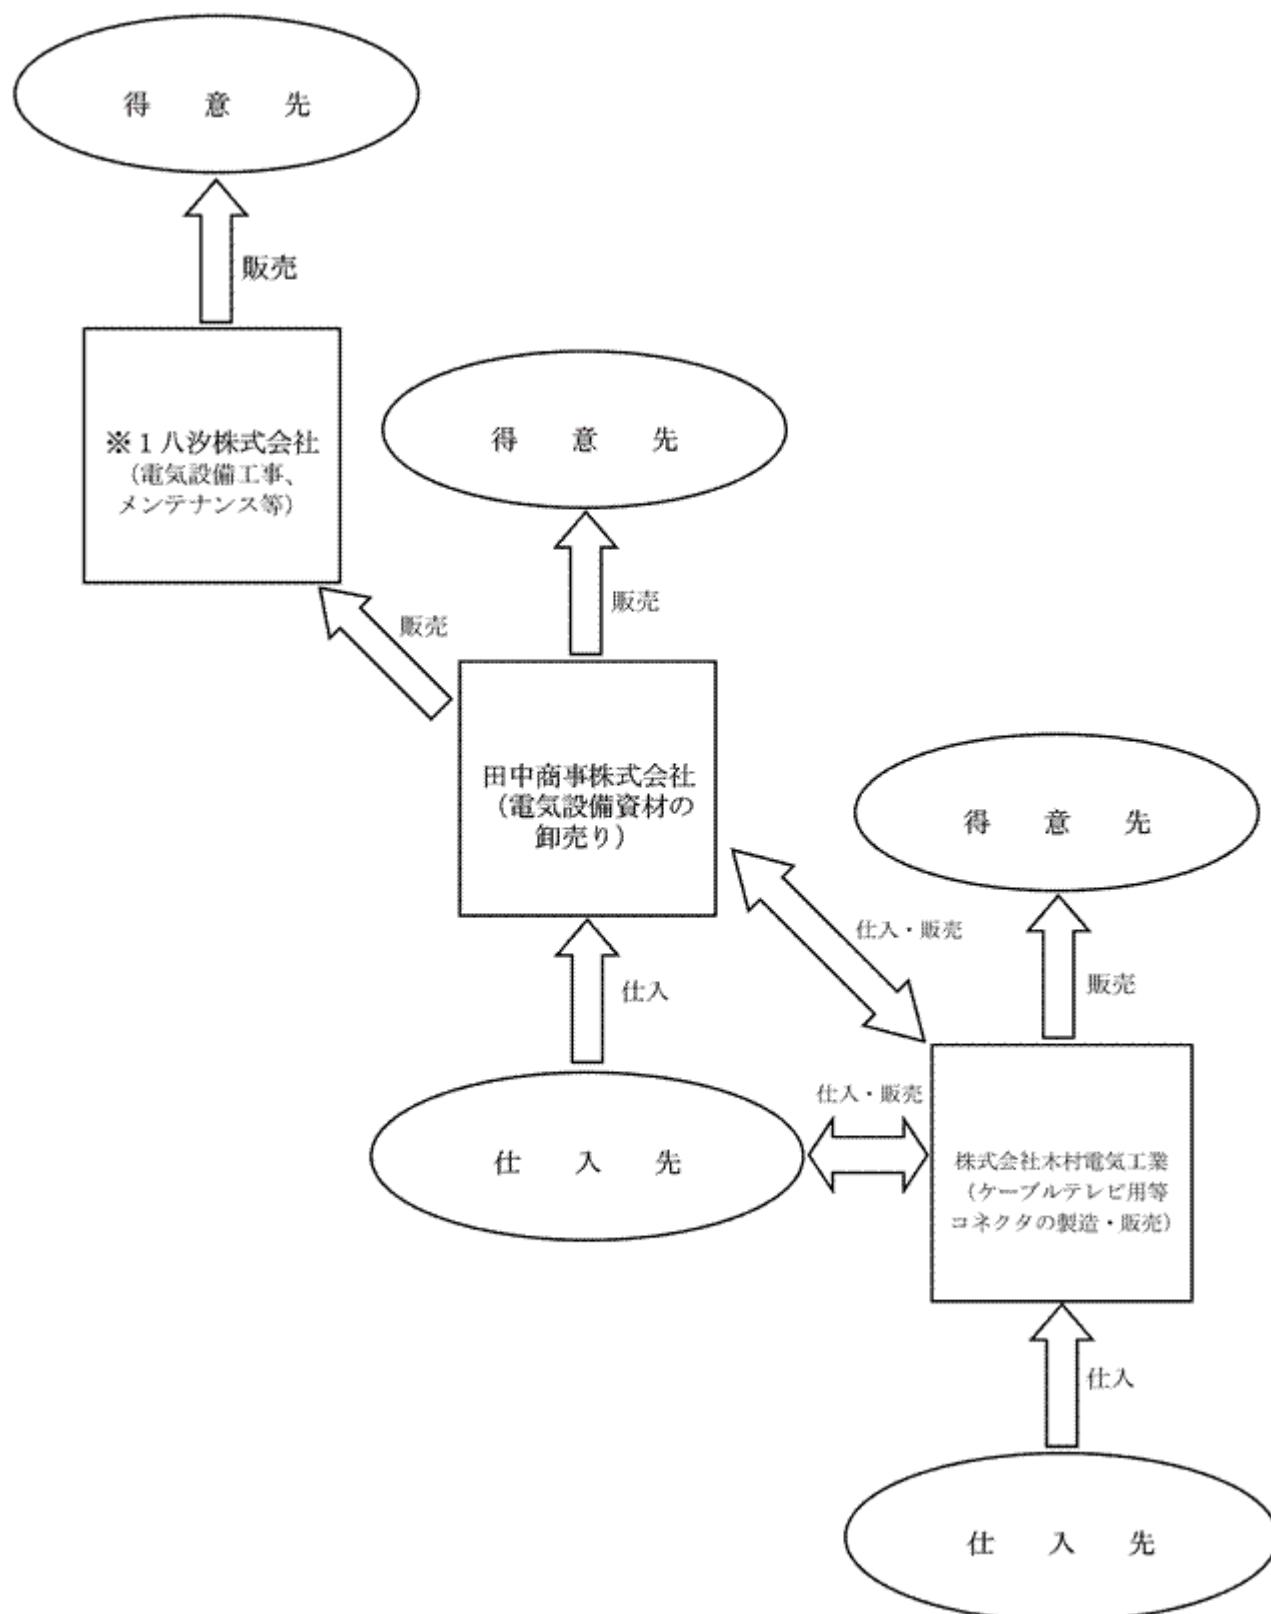 得　意　先
販売
※１八汐株式会社
（電気設備工事、
メンテナンス等）
得　意　先
販売
販売
田中商事株式会社
（電気設備資材の
卸売り）
得　意　先
仕入・販売
販売
仕入
仕入・販売
仕　入　先
株式会社木村電気工業
（ケーブルテレビ用等
コネクタの製造・販売）
仕入
仕　入　先